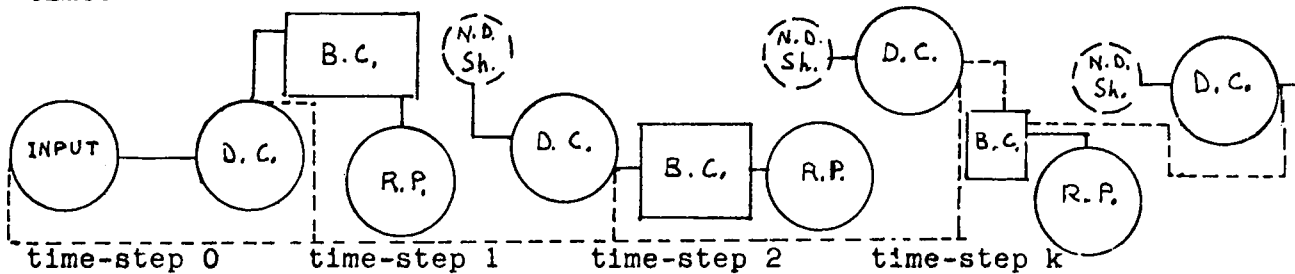 INPUT
D.C.
B.C.
R.P.
N.D.
Sh.
D.C.
B.C.
R.P.
N.D.
Sh.
D.C.
B.C.
R.P.
N.D.
Sh.
D.C.
time-step 0 time-step 1 time-step 2 time-step k